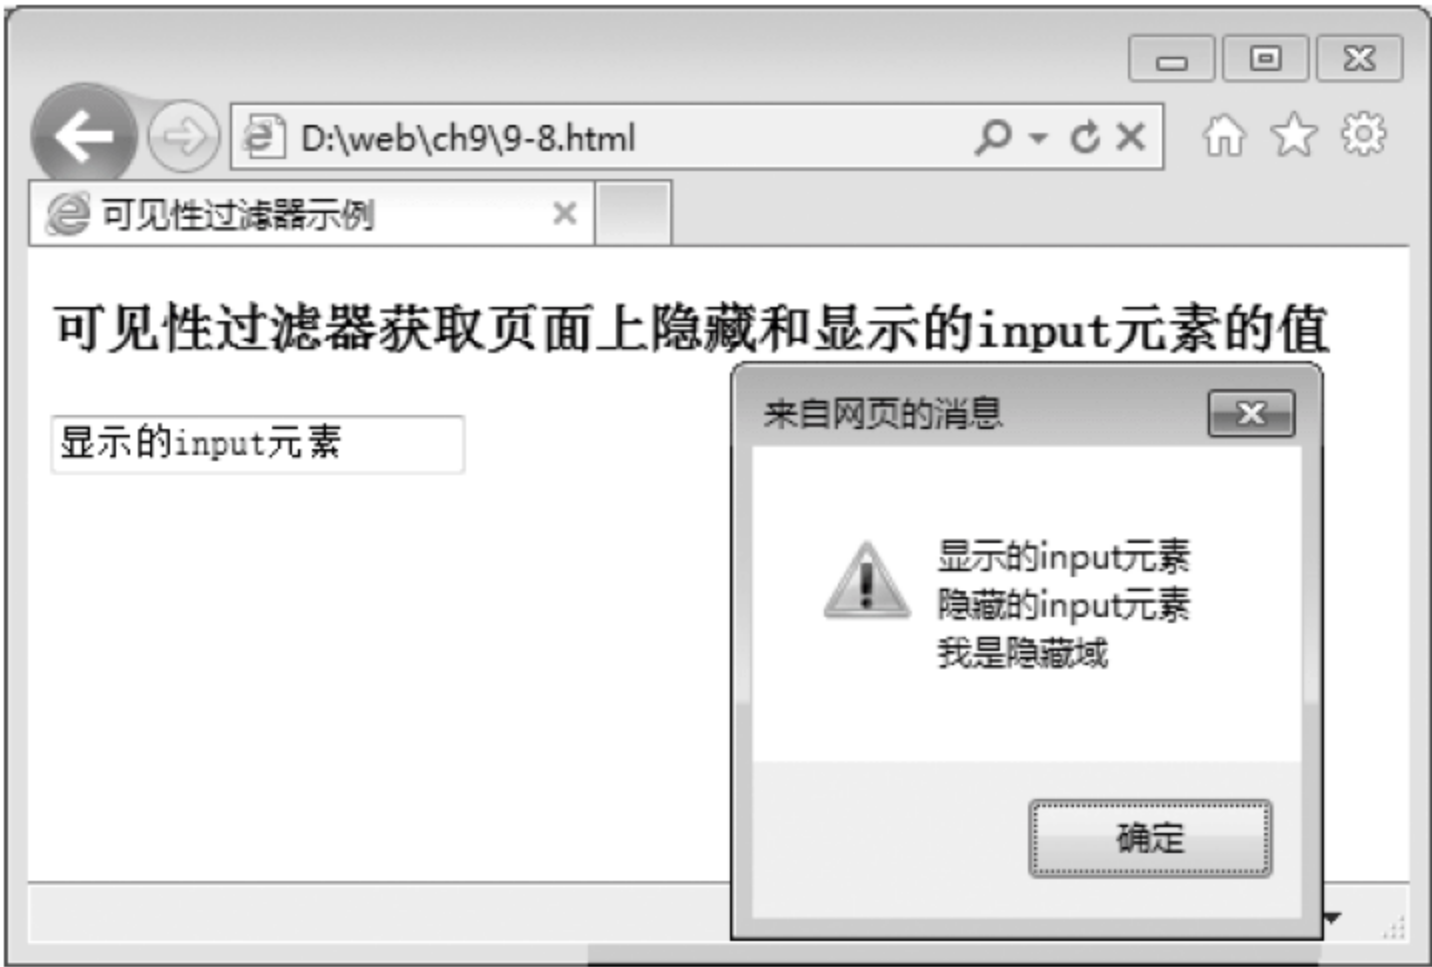 D:\web\ch9\9-8.html
可见性过滤器示例
可见性过滤器获取页面上隐藏和显示的input元素的值
显示的input元素
来自网页的消息
显示的input元素
隐藏的input元素
我是隐藏域
确定